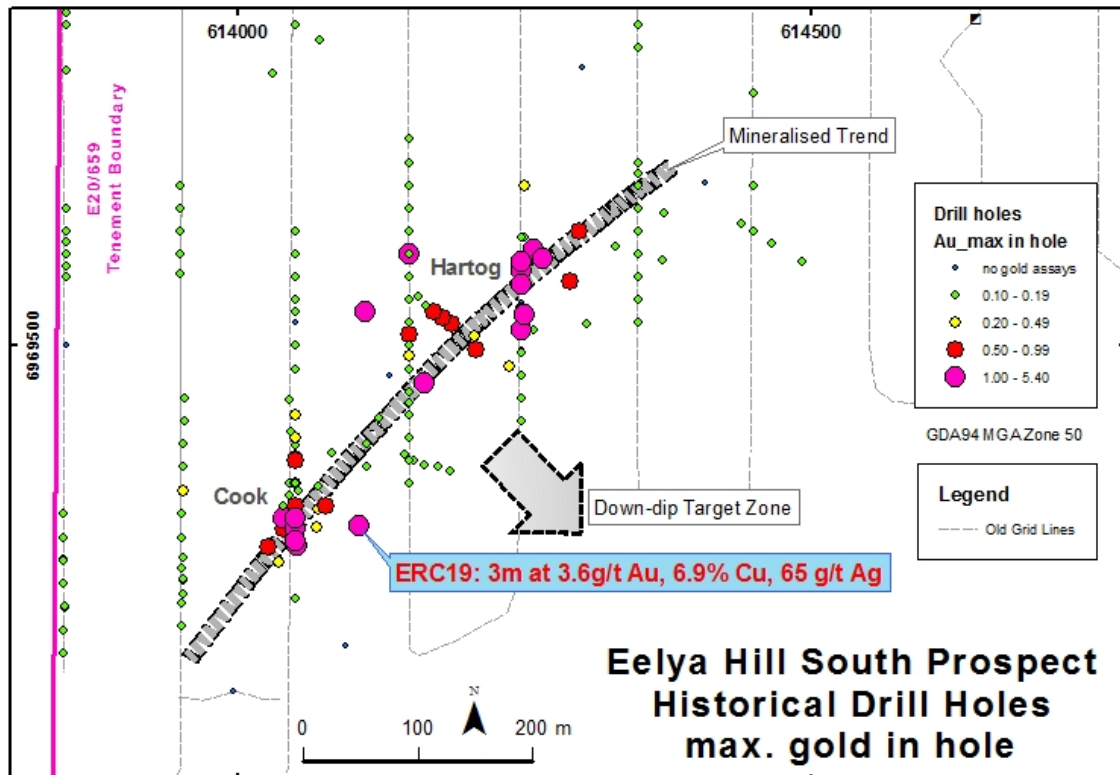 614000
614500
E20/659
Tenement Boundary
Mineralised Trend
Drill holes
Au_max in hole
no gold assays
0.10 - 0.19
0.20 - 0.49
0.50 - 0.99
1.00 - 5.40
Hartog
6969500
GDA94 MGAZone 50
Cook
Down-dip Target Zone
Legend
Old Grid Lines
ERC19: 3m at 3.6g/t Au, 6.9% Cu, 65 g/t Ag
Eelya Hill South Prospect
Historical Drill Holes
max. gold in hole
N
0 100 200 m